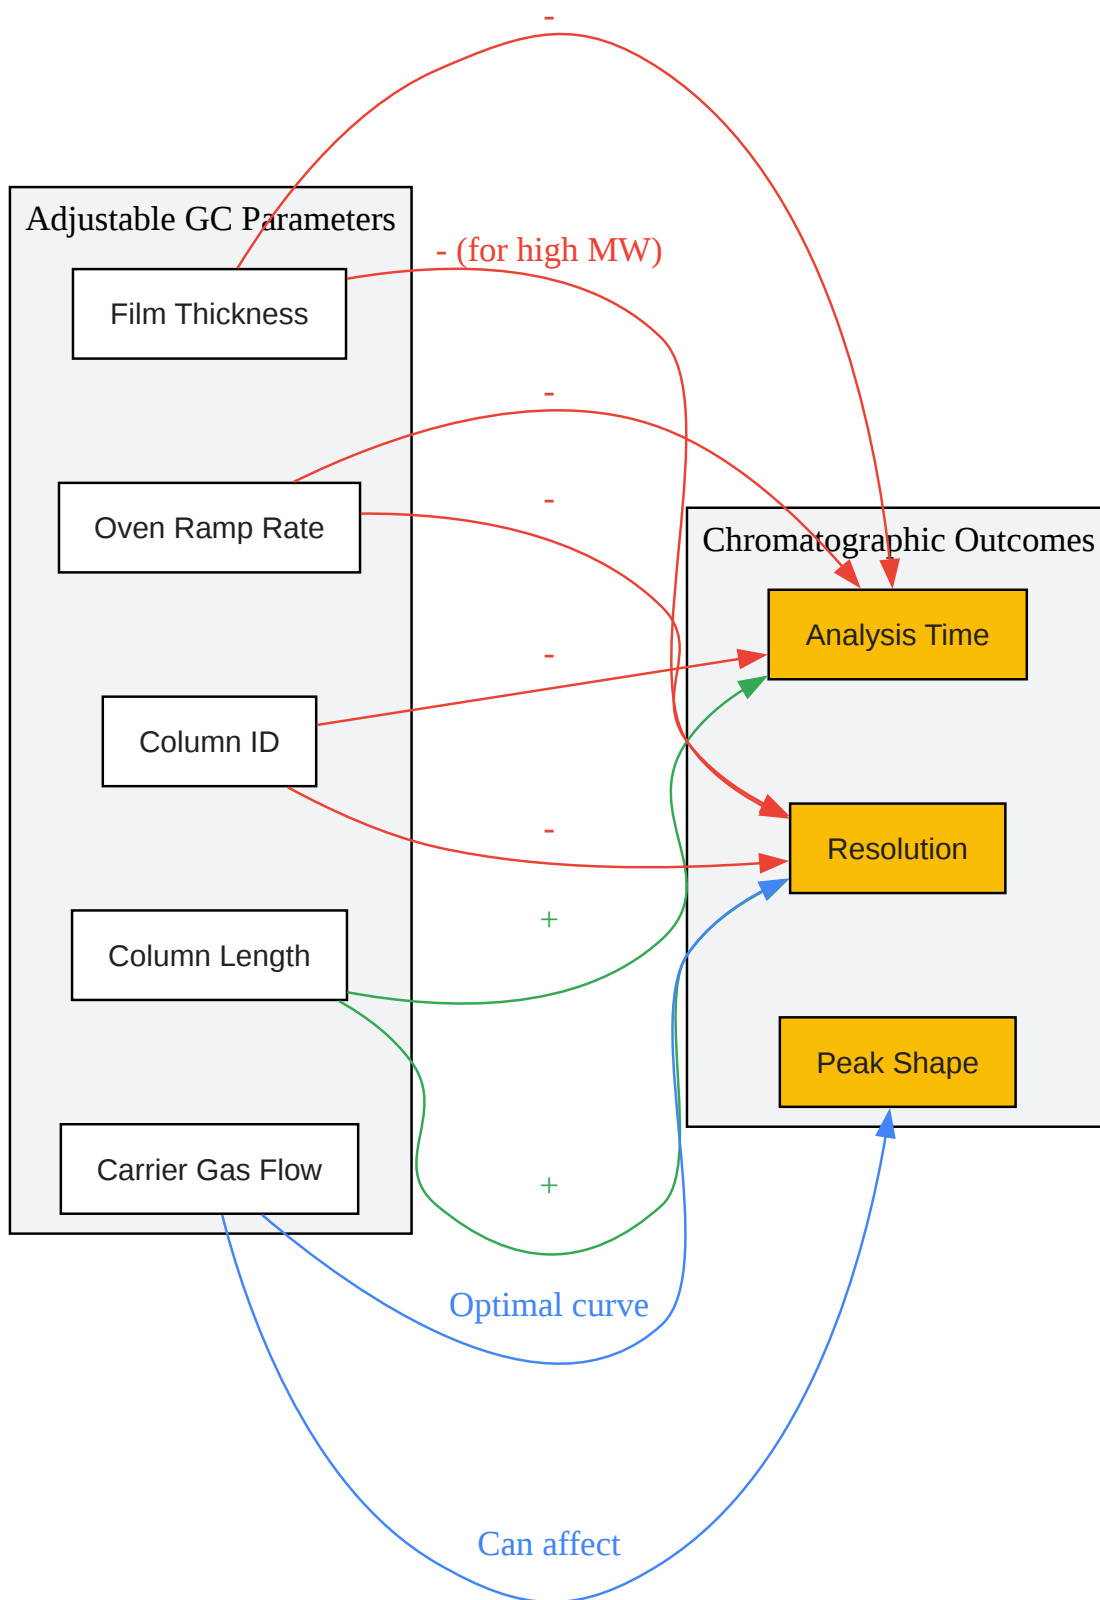 -
Adjustable GC Parameters
- (for high MW)
Film Thickness
-
-
Oven Ramp Rate
Chromatographic Outcomes
Analysis Time
-
Column ID
-
Resolution
+
Column Length
Peak Shape
Carrier Gas Flow
+
Optimal curve
Can affect